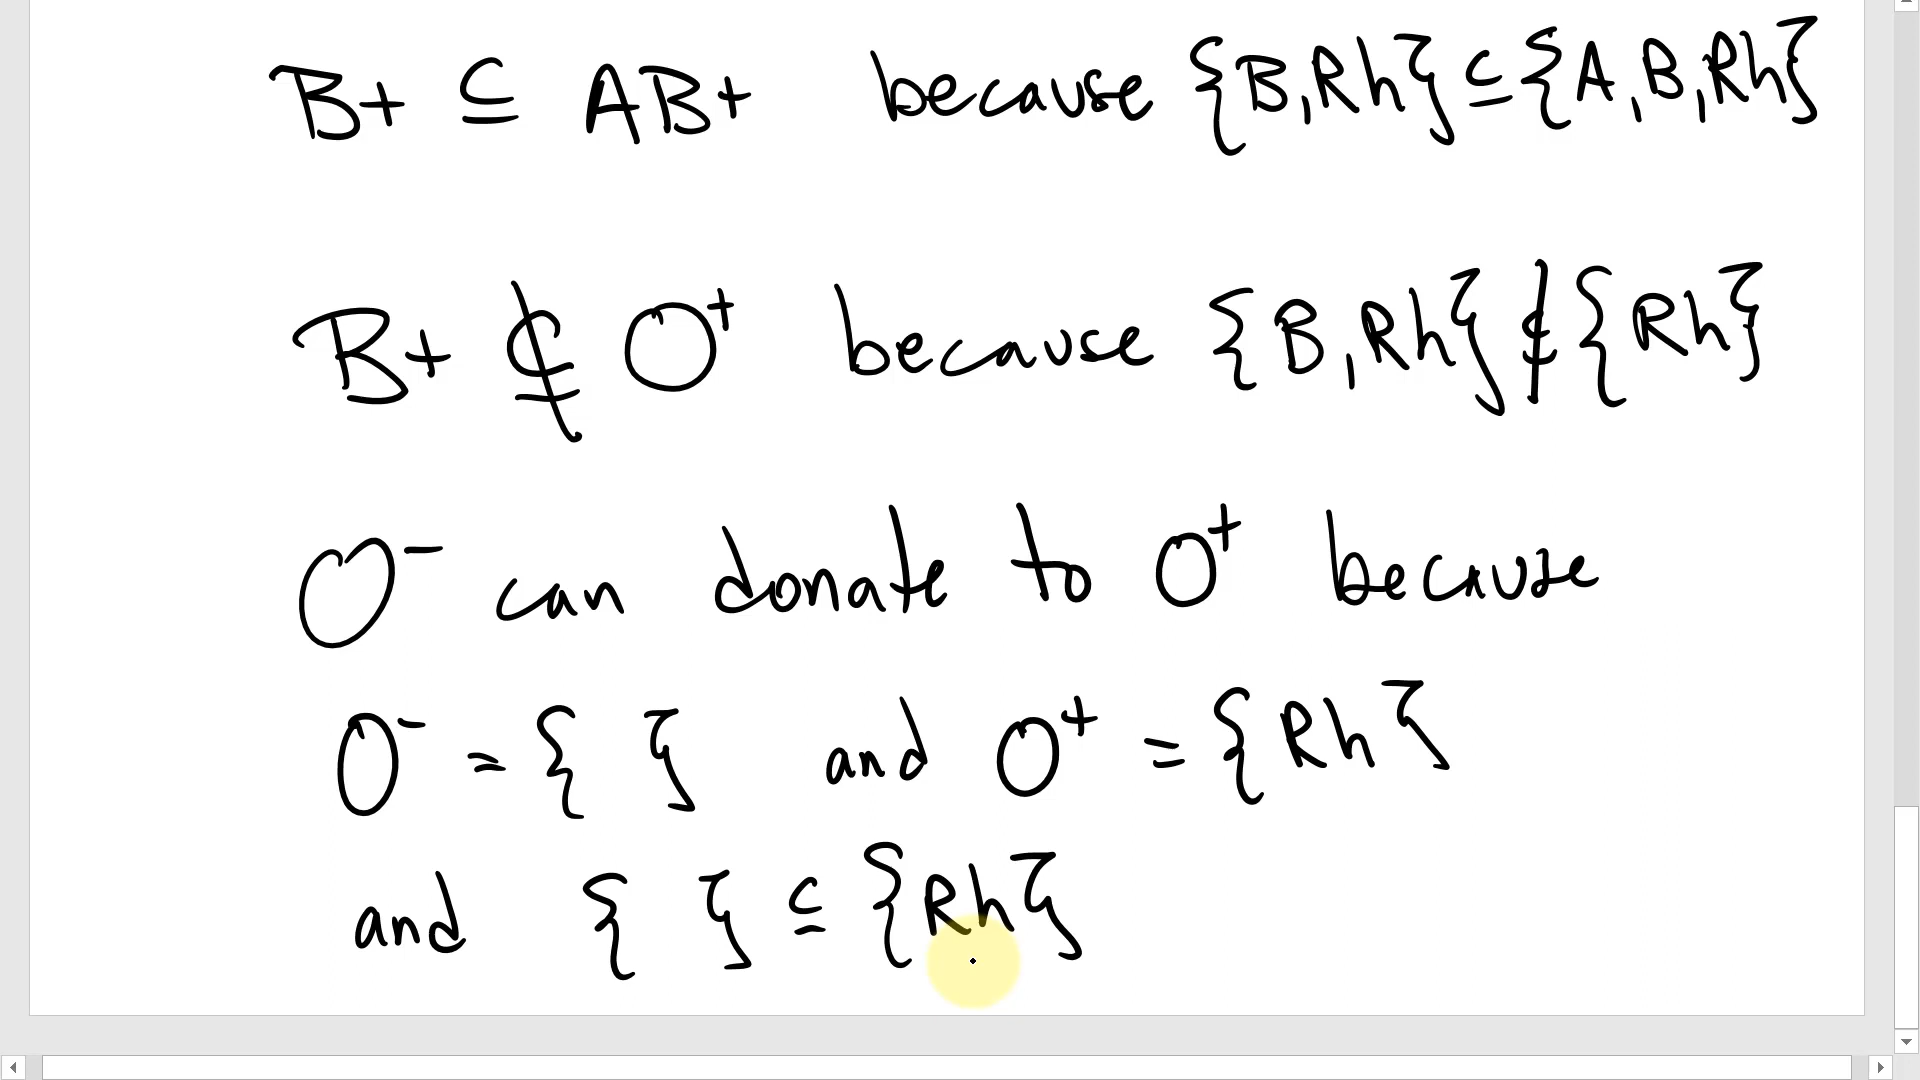 B+ ⊆ AB+ because {B,Rh} ⊆ {A,B,Rh}
B+ ⊈ O⁺ because {B,Rh} ⊈ {Rh}
O⁻ can donate to O⁺ because
O⁻ = { } and O⁺ = {Rh}
and { } ⊆ {Rh}